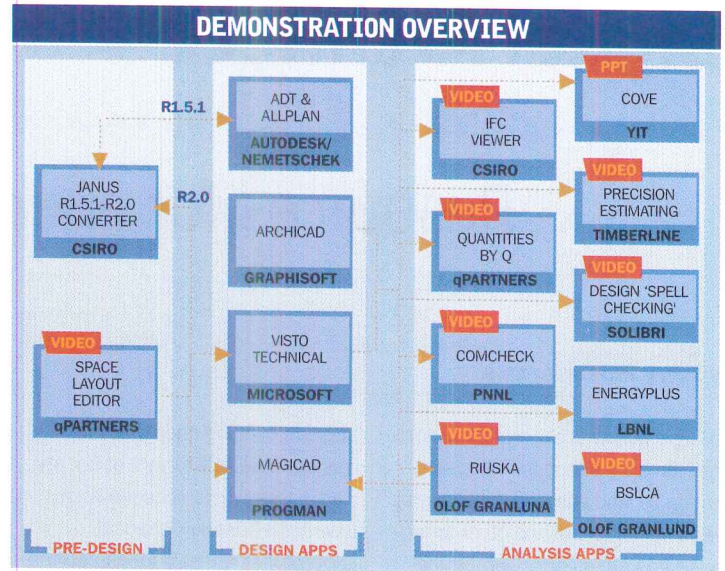 DEMONSTRATION OVERVIEW
R1.5.1
R2.0
JANUS
R1.5.1-R2.0
CONVERTER
CSIRO
VIDEO
SPACE
LAYOUT
EDITOR
qPARTNERS
PRE-DESIGN
ADT &
ALLPLAN
AUTODESK/
NEMETSCHEK
ARCHICAD
GRAPHISOFT
VISTO
TECHNICAL
MICROSOFT
MAGICAD
PROGMAN
DESIGN APPS
VIDEO
IFC
VIEWER
CSIRO
VIDEO
QUANTITIES
BY Q
qPARTNERS
VIDEO
COMCHECK
PNNL
VIDEO
RIUSKA
OLOF GRANLUNA
PPT
COVE
YIT
VIDEO
PRECISION
ESTIMATING
TIMBERLINE
VIDEO
DESIGN 'SPELL
CHECKING'
SOLIBRI
ENERGYPLUS
LBNL
VIDEO
BSLCA
OLOF GRANLUND
ANALYSIS APPS